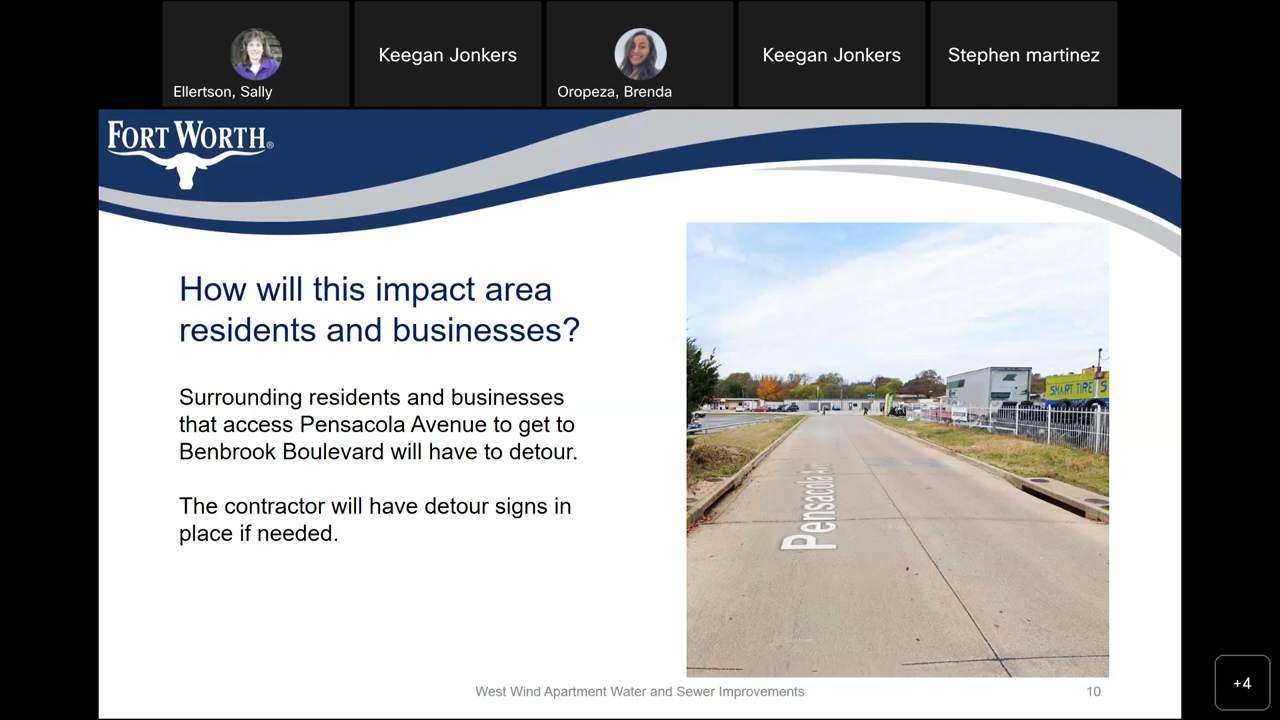 Ellertson, Sally
Keegan Jonkers
Oropeza, Brenda
Keegan Jonkers
Stephen martinez
FORT WORTH®
How will this impact area
residents and businesses?
Surrounding residents and businesses
that access Pensacola Avenue to get to
Benbrook Boulevard will have to detour.
The contractor will have detour signs in
place if needed.
SMART TIRES
Pensacola Ave
West Wind Apartment Water and Sewer Improvements
10
+4